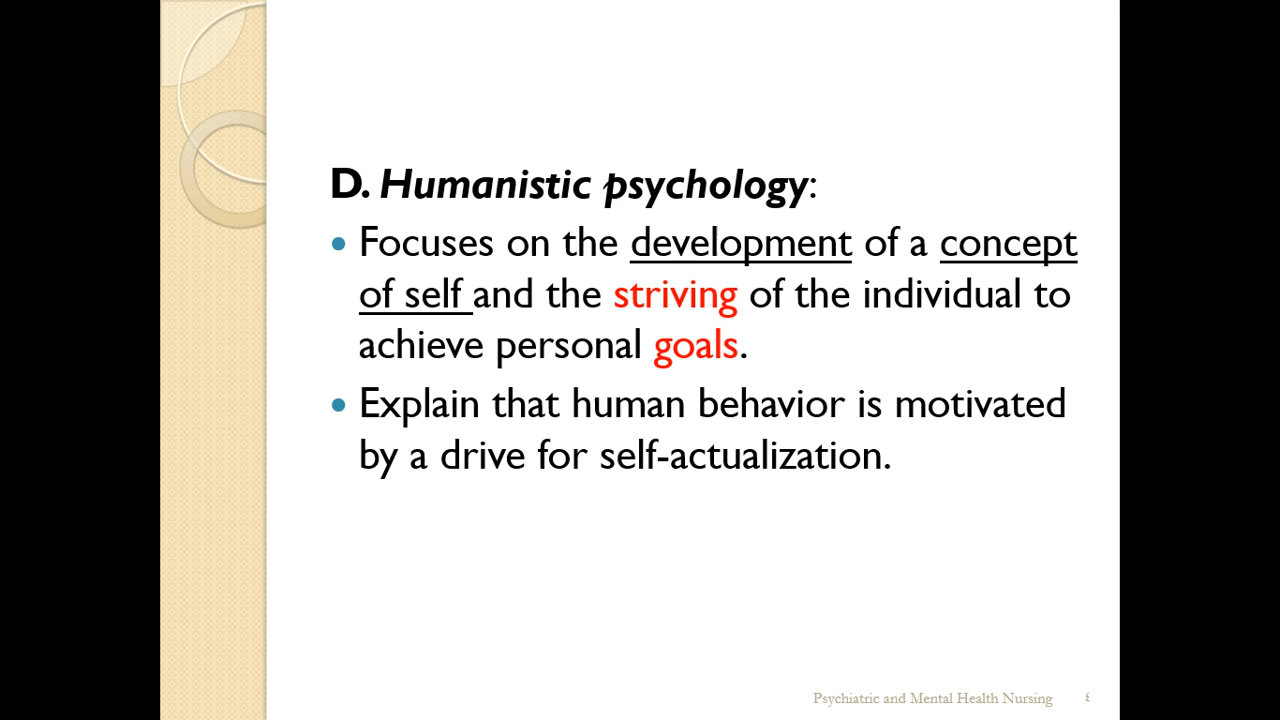 D. Humanistic psychology:
• Focuses on the development of a concept
of self and the striving of the individual to
achieve personal goals.
• Explain that human behavior is motivated
by a drive for self-actualization.
Psychiatric and Mental Health Nursing ٤